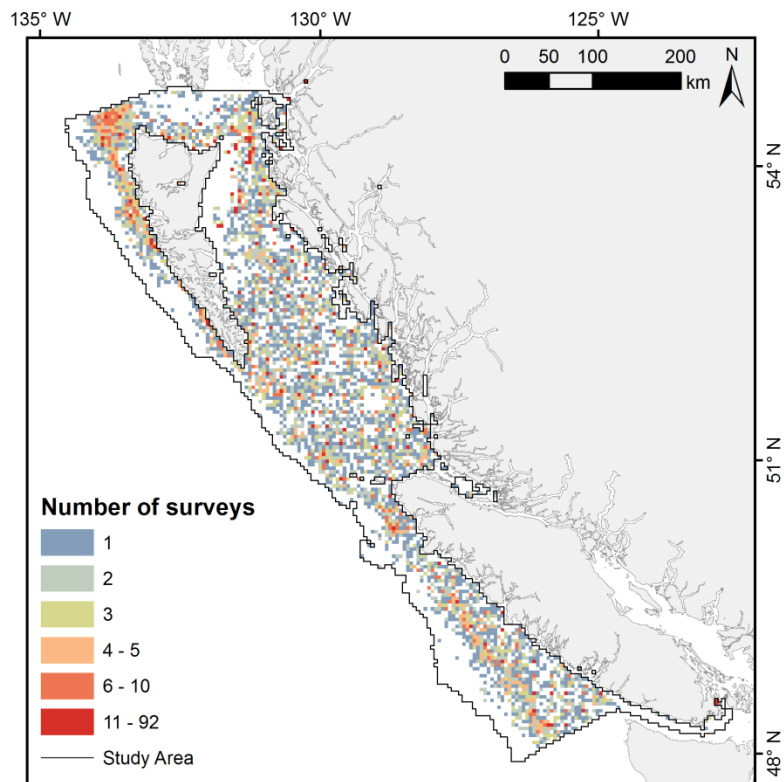 135° W 130° W 125° W
0 50 100 200
km
N
54° N
51° N
48° N
Number of surveys
1
2
3
4 - 5
6 - 10
11 - 92
Study Area